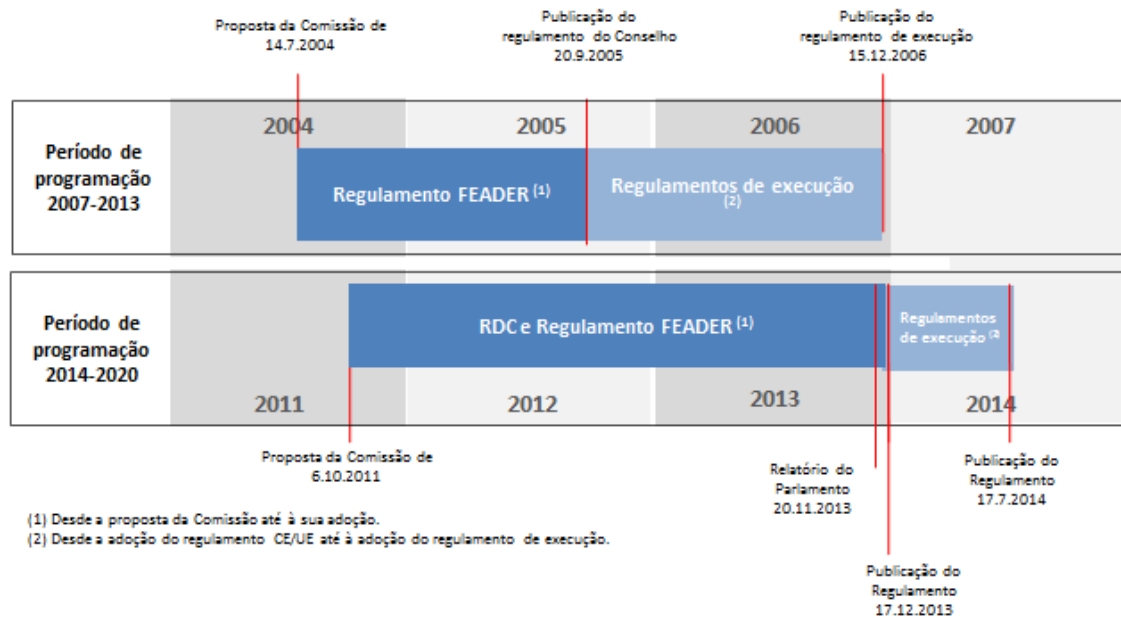 Proposta da Comissão de
14.7.2004
Publicação do
regulamento do Conselho
20.9.2005
Publicação do
regulamento de execução
15.12.2006
Período de
programação
2007-2013
2004
2005
2006
2007
Regulamento FEADER (1)
Regulamentos de execução
(2)
Período de
programação
2014-2020
RDC e Regulamento FEADER (1)
Regulamentos
de execução (2)
2011
2012
2013
2014
Proposta da Comissão de
6.10.2011
Relatório do
Parlamento
20.11.2013
Publicação do
Regulamento
17.7.2014
(1) Desde a proposta da Comissão até à sua adoção.
(2) Desde a adoção do regulamento CE/UE até à adoção do regulamento de execução.
Publicação do
Regulamento
17.12.2013